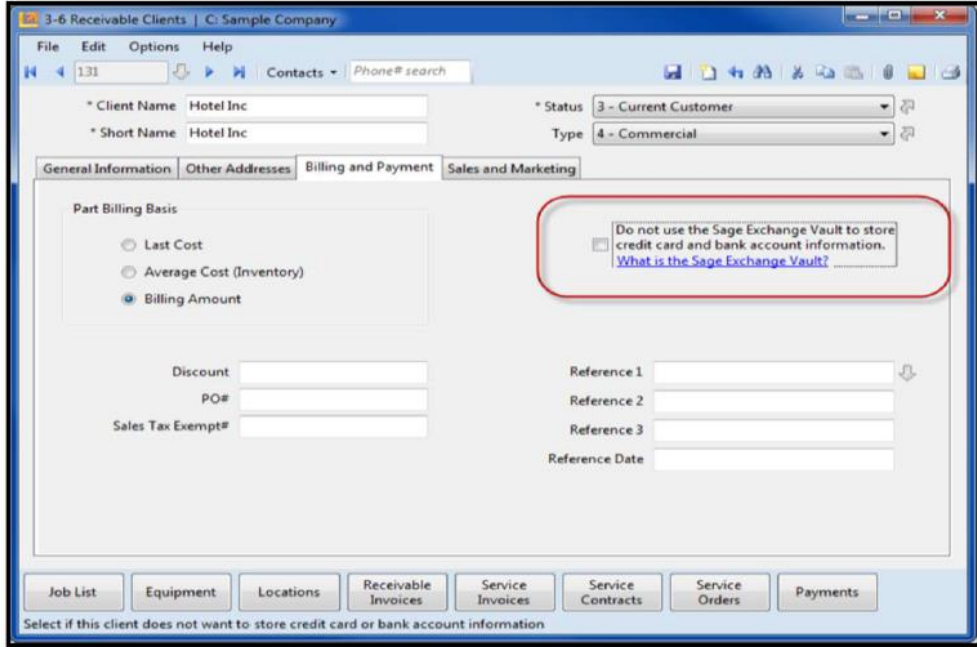 3-6 Receivable Clients | C: Sample Company
File Edit Options Help
131 Contacts Phone# search
* Client Name Hotel Inc * Status 3 - Current Customer
* Short Name Hotel Inc Type 4 - Commercial
General Information Other Addresses Billing and Payment Sales and Marketing
Part Billing Basis
Last Cost
Average Cost (Inventory)
Billing Amount
Do not use the Sage Exchange Vault to store
credit card and bank account information.
What is the Sage Exchange Vault?
Discount Reference 1
PO# Reference 2
Sales Tax Exempt# Reference 3
Reference Date
Job List Equipment Locations Receivable Invoices Service Invoices Service Contracts Service Orders Payments
Select if this client does not want to store credit card or bank account information